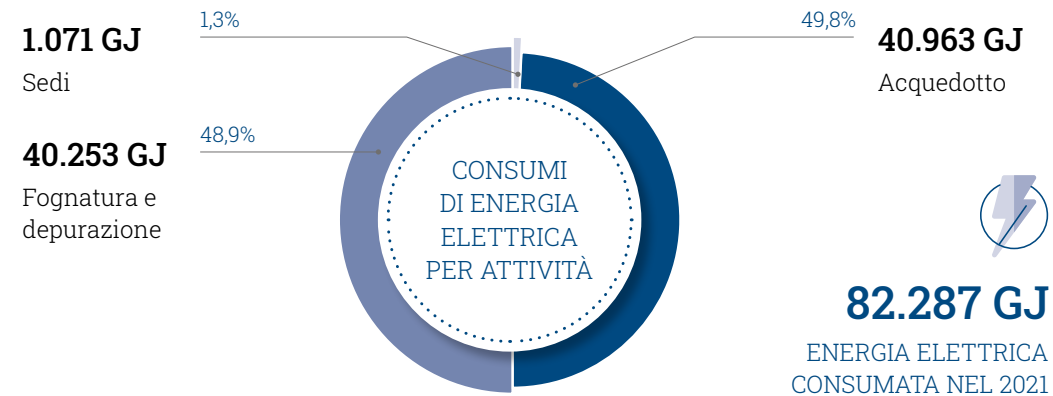 1,3%
1.071 GJ
Sedi
48,9%
40.253 GJ
Fognatura e
depurazione
CONSUMI
DI ENERGIA
ELETTRICA
PER ATTIVITÀ
49,8%
40.963 GJ
Acquedotto
82.287 GJ
ENERGIA ELETTRICA
CONSUMATA NEL 2021